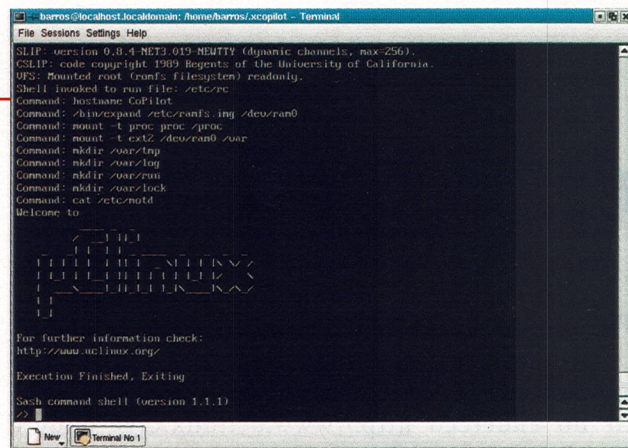 barros@localhost.localdomain: /home/barros/.xcopilot - Terminal
File Sessions Settings Help
SLIP: version 0.8.4-NET3.019-NEWTTY (dynamic channels, max=256).
CSLIP: code copyright 1989 Regents of the University of California.
VFS: Mounted root (romfs filesystem) readonly.
Shell invoked to run file: /etc/rc
Command: hostname CoPilot
Command: /bin/expand /etc/ramfs.img /dev/ram0
Command: mount -t proc proc /proc
Command: mount -t ext2 /dev/ram0 /var
Command: mkdir /var/tmp
Command: mkdir /var/log
Command: mkdir /var/run
Command: mkdir /var/lock
Command: cat /etc/motd
Welcome to
µClinux
For further information check:
http://www.uclinux.org/
Execution Finished, Exiting
Sash command shell (version 1.1.1)
/>
New Terminal No 1